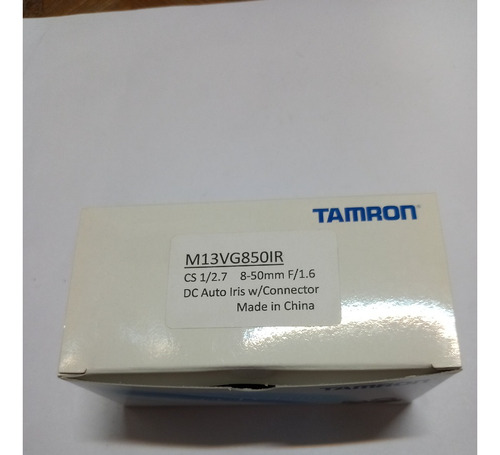 TAMRON
M13VG850IR
CS 1/2.7 8-50mm F/1.6
DC Auto Iris w/Connector
Made in China
TAMRON